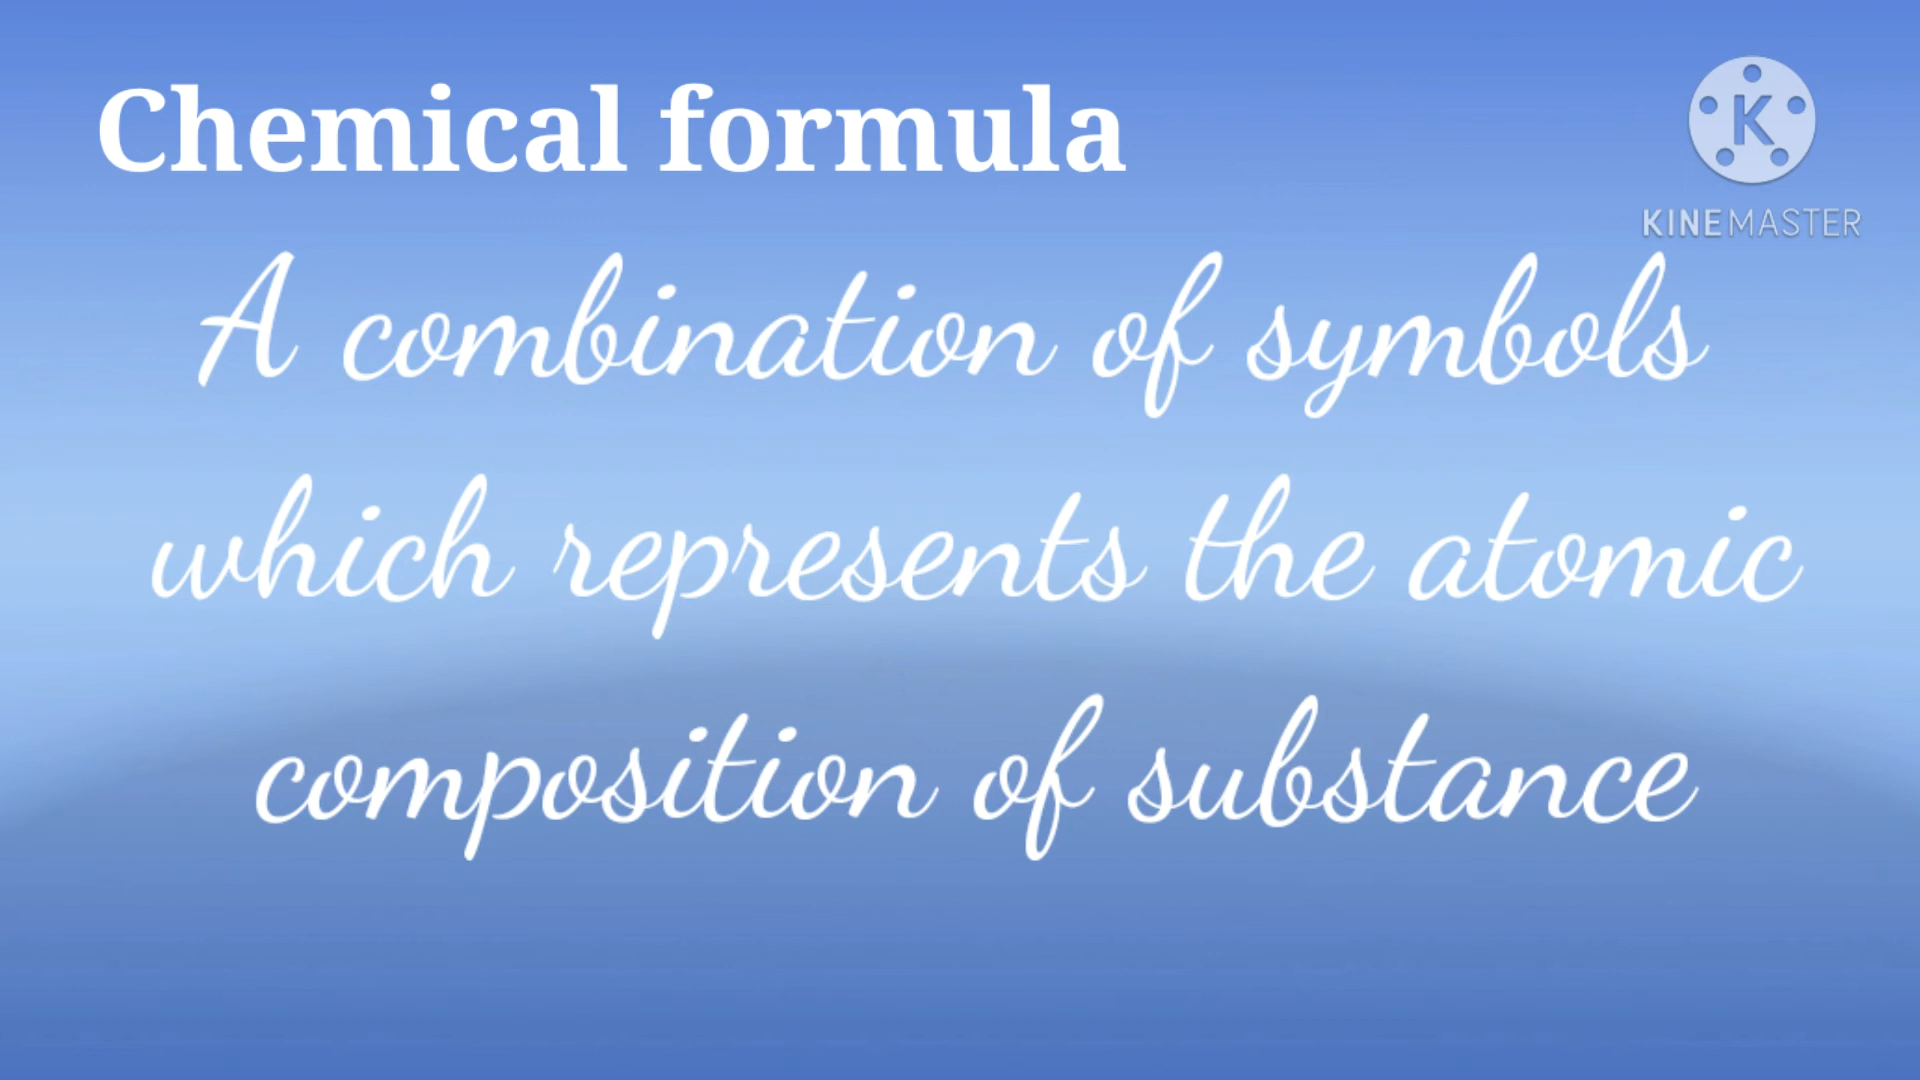 Chemical formula
K
KINEMASTER
A combination of symbols
which represents the atomic
composition of substance